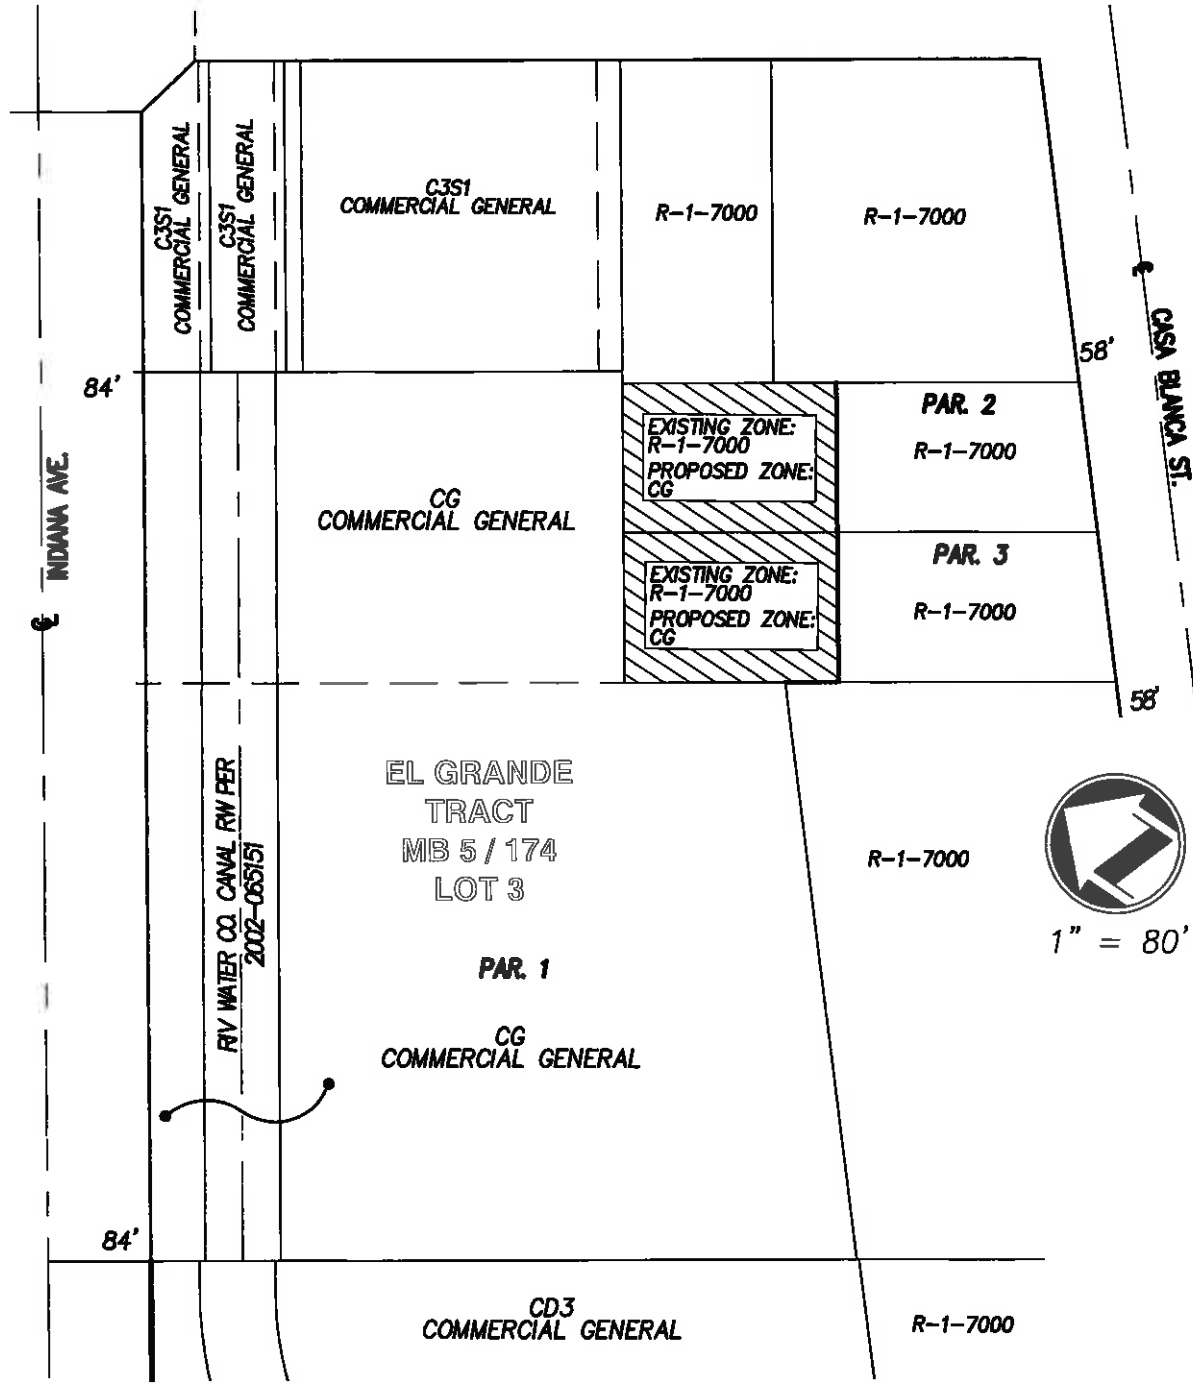 C3S1
COMMERCIAL GENERAL
C3S1
COMMERCIAL GENERAL
C3S1
COMMERCIAL GENERAL
R-1-7000
R-1-7000
℄ CASA BLANCA ST.
58'
84'
℄ INDIANA AVE.
CG
COMMERCIAL GENERAL
EXISTING ZONE:
R-1-7000
PROPOSED ZONE:
CG
PAR. 2
R-1-7000
EXISTING ZONE:
R-1-7000
PROPOSED ZONE:
CG
PAR. 3
R-1-7000
58'
RIV WATER CO. CANAL RW PER
2002-065151
EL GRANDE
TRACT
MB 5 / 174
LOT 3
PAR. 1
CG
COMMERCIAL GENERAL
R-1-7000
1" = 80'
84'
CD3
COMMERCIAL GENERAL
R-1-7000